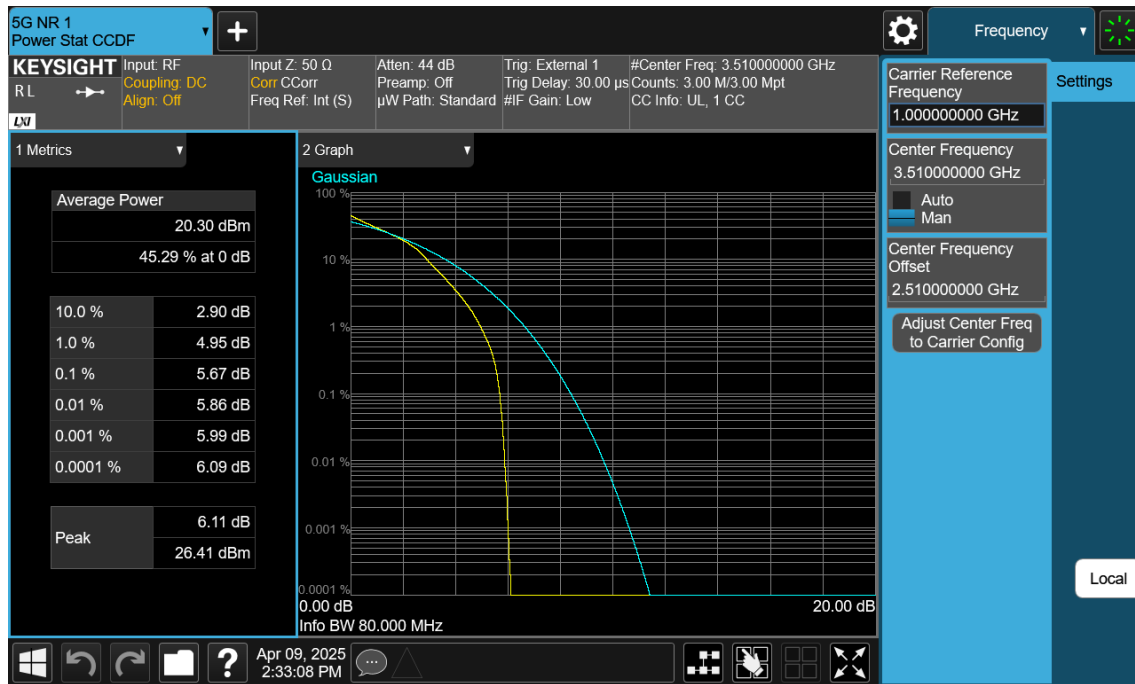 5G NR 1
Power Stat CCDF
Frequency
KEYSIGHT
R L
LXI
Input: RF
Coupling: DC
Align: Off
Input Z: 50 Ω
Corr CCorr
Freq Ref: Int (S)
Atten: 44 dB
Preamp: Off
µW Path: Standard
Trig: External 1
Trig Delay: 30.00 µs
#IF Gain: Low
#Center Freq: 3.510000000 GHz
Counts: 3.00 M/3.00 Mpt
CC Info: UL, 1 CC
1 Metrics
Average Power
20.30 dBm
45.29 % at 0 dB
10.0 % 2.90 dB
1.0 % 4.95 dB
0.1 % 5.67 dB
0.01 % 5.86 dB
0.001 % 5.99 dB
0.0001 % 6.09 dB
Peak
6.11 dB
26.41 dBm
2 Graph
Gaussian
100 %
10 %
1 %
0.1 %
0.01 %
0.001 %
0.0001 %
0.00 dB 20.00 dB
Info BW 80.000 MHz
Carrier Reference
Frequency
1.000000000 GHz
Center Frequency
3.510000000 GHz
Auto
Man
Center Frequency
Offset
2.510000000 GHz
Adjust Center Freq
to Carrier Config
Settings
Local
?
Apr 09, 2025
2:33:08 PM